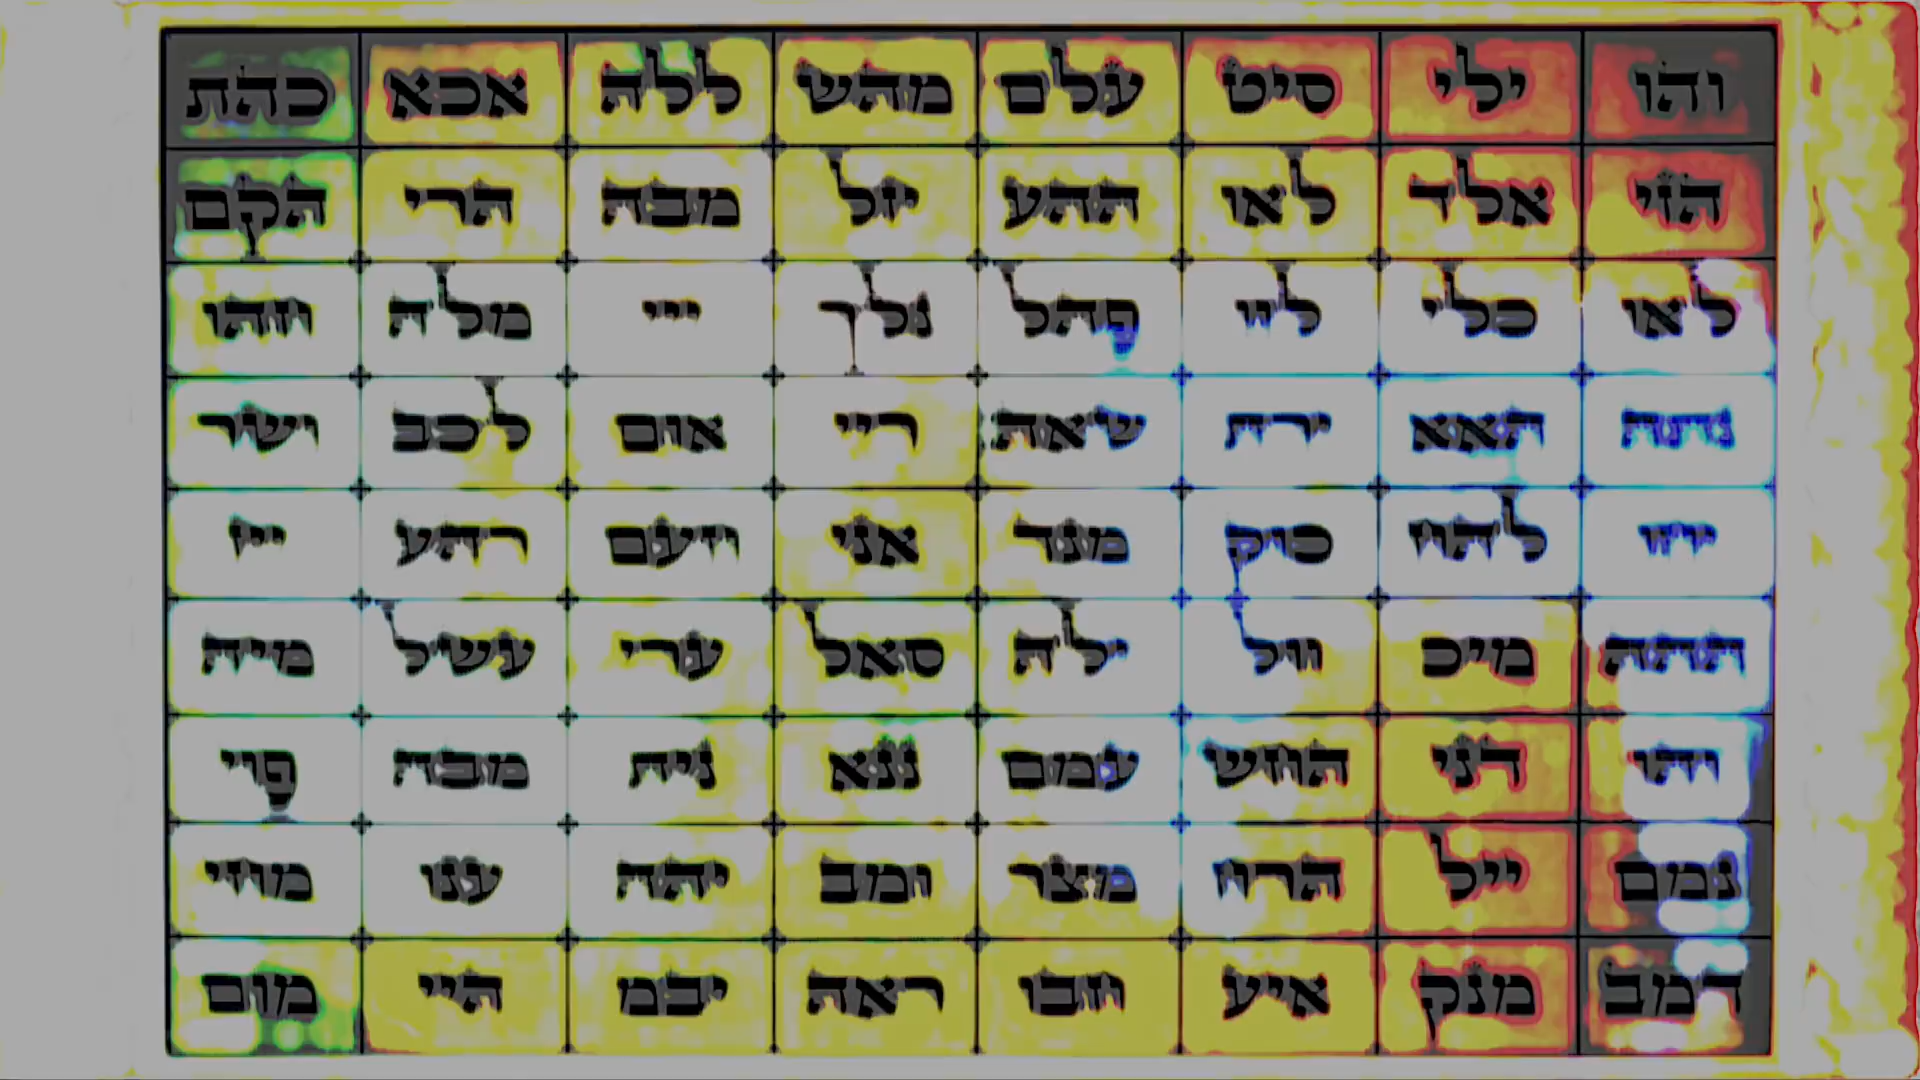 והו ילי סיט עלם מהש ללה אכא כהת
הזי אלד לאו ההע יזל מבה הרי הקם
לאו כלי לוו פהל נלך ייי מלה חהו
נתה האא ירת שאה ריי אום לכב ושר
יחו להח כוק מנד אני חעם רהע ייז
ההה מיכ וול ילה סאל ערי עשל מיה
והו דני החש עמם ננא נית מבה פוי
נמם ייל הרח מצר ומב יהה ענו מחי
דמב מנק איע חבו ראה יבמ היי מום